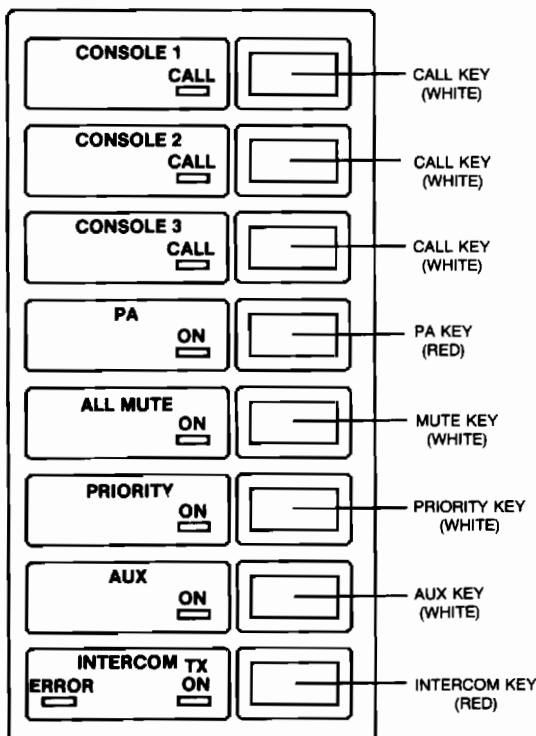 CONSOLE 1
CALL
CALL KEY
(WHITE)
CONSOLE 2
CALL
CALL KEY
(WHITE)
CONSOLE 3
CALL
CALL KEY
(WHITE)
PA
ON
PA KEY
(RED)
ALL MUTE
ON
MUTE KEY
(WHITE)
PRIORITY
ON
PRIORITY KEY
(WHITE)
AUX
ON
AUX KEY
(WHITE)
INTERCOM TX
ERROR ON
INTERCOM KEY
(RED)